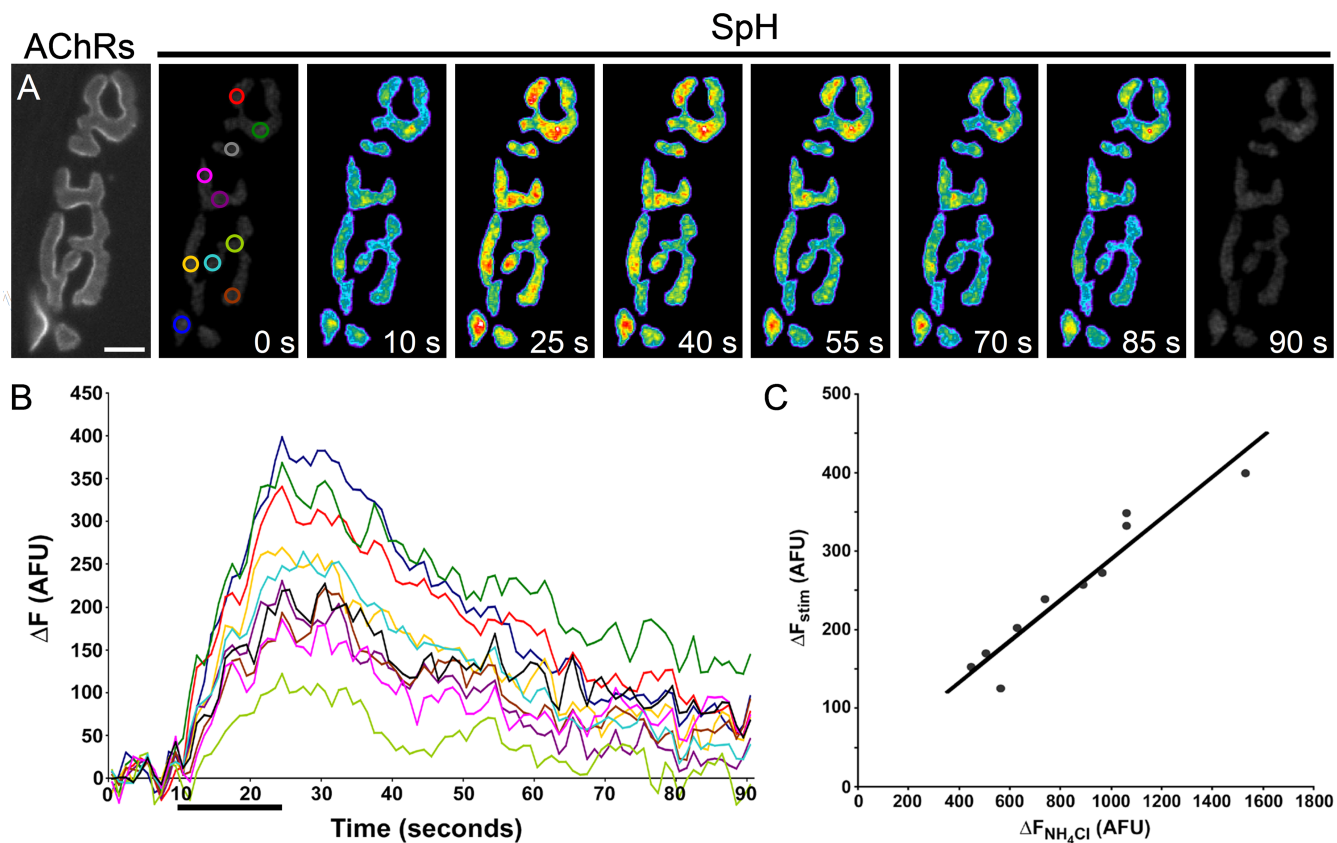 AChRs
SpH
A
0 s
10 s
25 s
40 s
55 s
70 s
85 s
90 s
B
450
400
350
300
250
200
150
100
50
0
ΔF (AFU)
0 10 20 30 40 50 60 70 80 90
Time (seconds)
C
500
400
300
200
100
0
ΔFstim (AFU)
0 200 400 600 800 1000 1200 1400 1600 1800
ΔFNH4Cl (AFU)